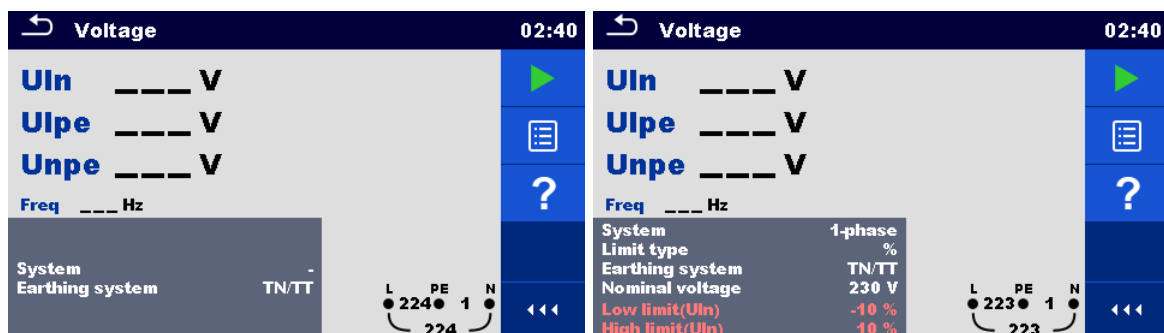 Voltage 02:40
Uln ___ V
Ulpe ___ V
Unpe ___ V
Freq ___ Hz
?
System -
Earthing system TN/TT
L PE N
224 1
224
Voltage 02:40
Uln ___ V
Ulpe ___ V
Unpe ___ V
Freq ___ Hz
?
System 1-phase
Limit type %
Earthing system TN/TT
Nominal voltage 230 V
Low limit(Uln) -10 %
High limit(Uln) 10 %
L PE N
223 1
223